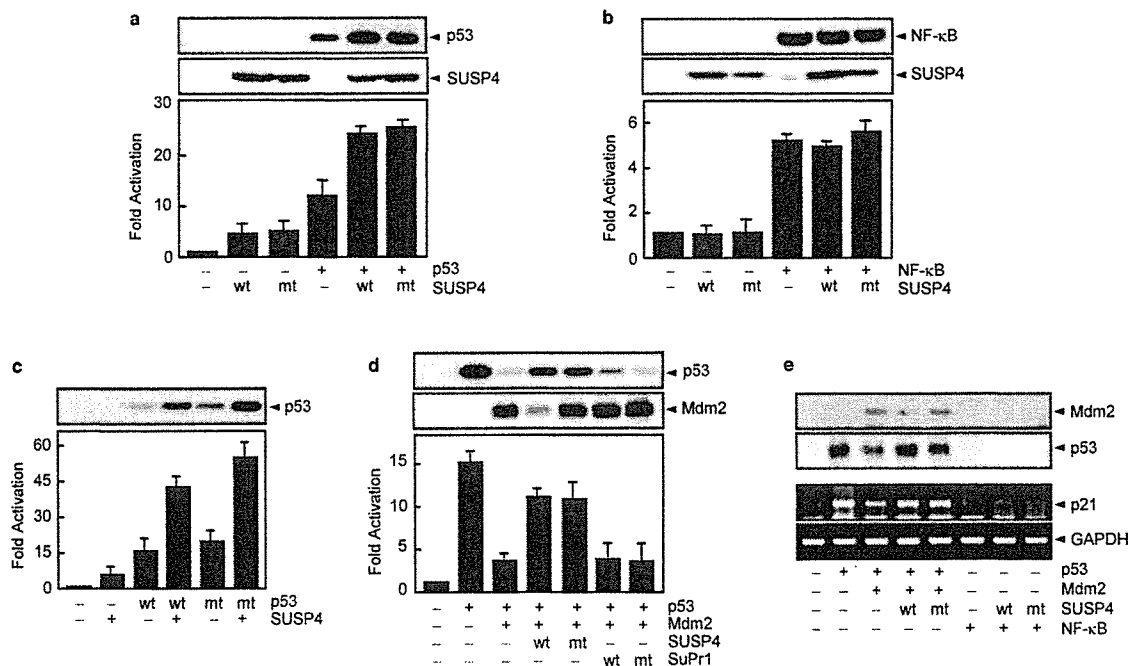 a
p53
SUSP4
30
20
10
0
Fold Activation
– – – + + + p53
– wt mt – wt mt SUSP4
b
NF-κB
SUSP4
6
4
2
0
Fold Activation
– – – + + + NF-κB
– wt mt – wt mt SUSP4
c
p53
60
45
30
15
0
Fold Activation
– – wt wt mt mt p53
– + – + – + SUSP4
d
p53
Mdm2
15
10
5
0
Fold Activation
– + + + + + + p53
– – + + + + + Mdm2
– – – wt mt – – SUSP4
– – – – – wt mt SuPr1
e
Mdm2
p53
p21
GAPDH
p53 – + + + + – – –
Mdm2 – – + + + – – –
SUSP4 – – – wt mt – wt mt
NF-κB – – – – – + + +